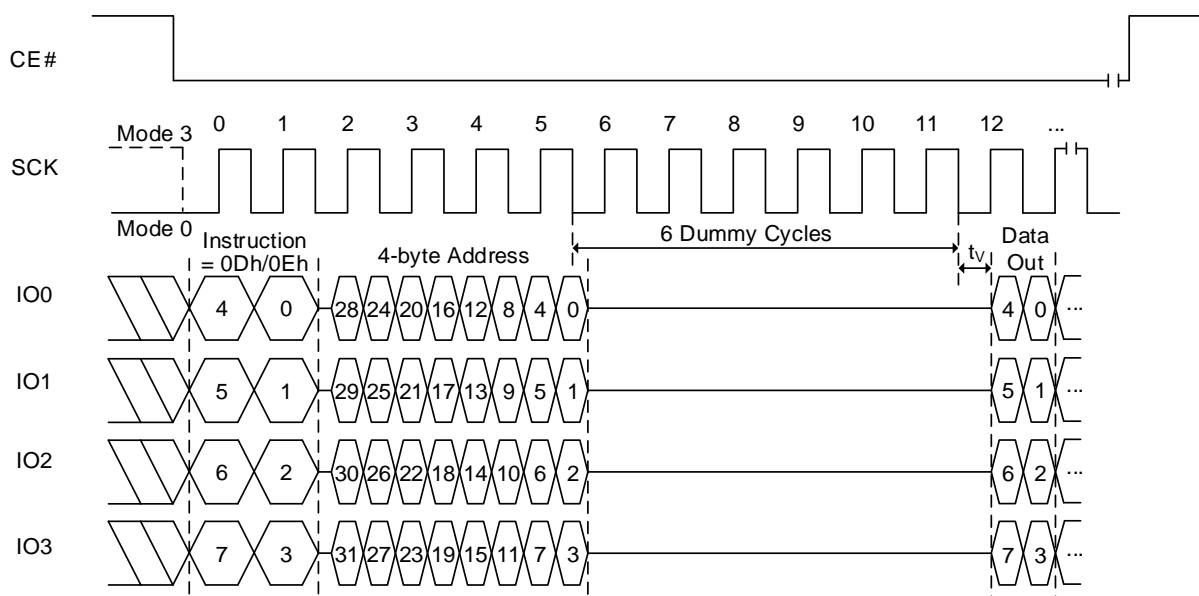 CE#
0 1 2 3 4 5 6 7 8 9 10 11 12 ...
Mode 3
SCK
Mode 0
Instruction
= 0Dh/0Eh
4-byte Address
6 Dummy Cycles
tV
Data
Out
IO0 4 0 28 24 20 16 12 8 4 0 4 0 ...
IO1 5 1 29 25 21 17 13 9 5 1 5 1 ...
IO2 6 2 30 26 22 18 14 10 6 2 6 2 ...
IO3 7 3 31 27 23 19 15 11 7 3 7 3 ...